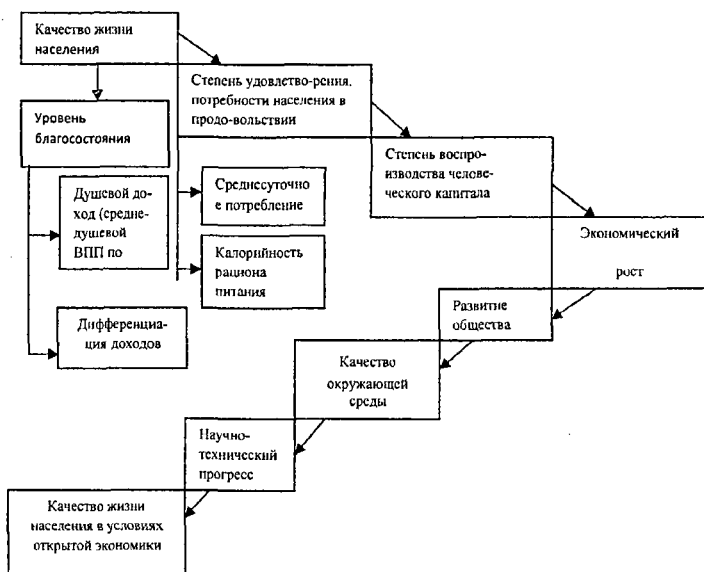 Качество жизни
населения
Степень удовлетво-рения.
потребности населения в
продо-вольствии
Уровень
благосостояния
Степень воспро-
изводства челове-
ческого капитала
Душевой до-
ход (средне-
душевой
ВПП по
Среднессуточно
е потребление
Экономический
рост
Калорийность
рациона
питания
Развитие
общества
Дифференциа-
ация доходов
Качество
окружающей
среды
Научно-
технический
прогресс
Качество жизни
населения в условиях
открытой экономики